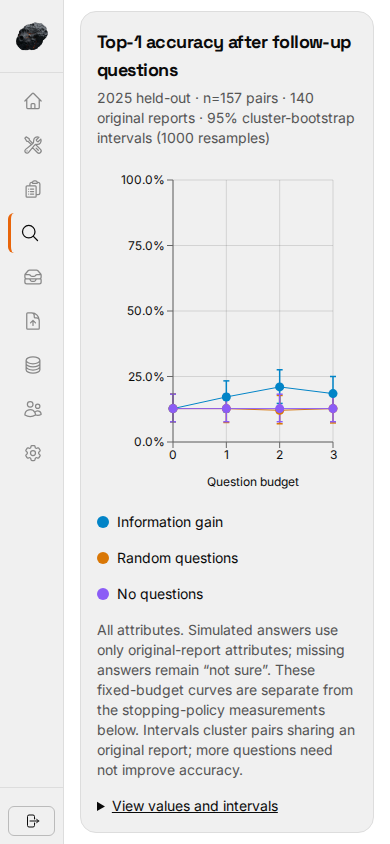 Top-1 accuracy after follow-up
questions
2025 held-out · n=157 pairs · 140
original reports · 95% cluster-bootstrap
intervals (1000 resamples)
100.0%
75.0%
50.0%
25.0%
0.0%
0 1 2 3
Question budget
Information gain
Random questions
No questions
All attributes. Simulated answers use
only original-report attributes; missing
answers remain “not sure”. These
fixed-budget curves are separate from
the stopping-policy measurements
below. Intervals cluster pairs sharing an
original report; more questions need
not improve accuracy.
View values and intervals